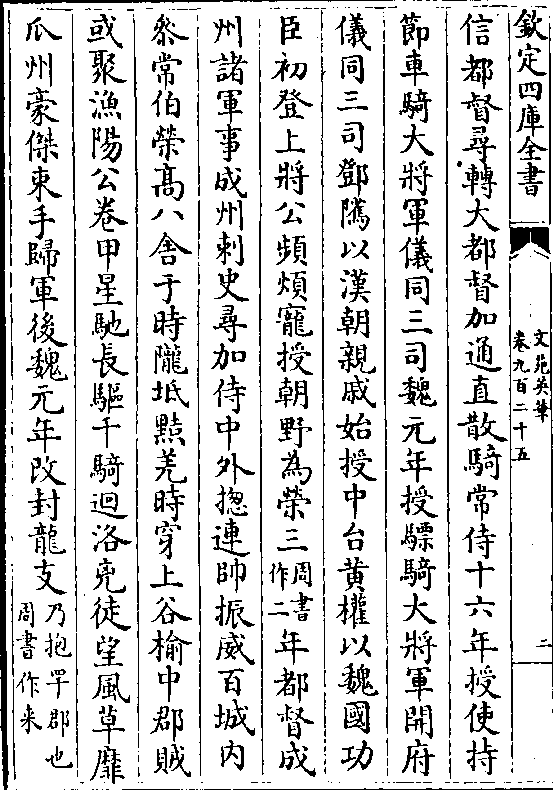 欽定四庫全書
文苑英華
卷九百二十五
二
信都督尋轉大都督加通直散騎常侍十六年授使持
節車騎大將軍儀同三司魏元年授驃騎大將軍開府
儀同三司鄧隲以漢朝親戚始授中台黄權以魏國功
臣初登上將公頻煩寵授朝野為榮三周書作二年都督成
州諸軍事成州刺史尋加侍中外揔連帥振威百城内
叅常伯榮髙八舍于時隴坻黠羌時穿上谷榆中郡賊
或聚漁陽公卷甲星馳長驅千騎迴洛兇徒望風草靡
瓜州豪傑束手歸軍後魏元年改封龍支乃抱罕郡也周書作来